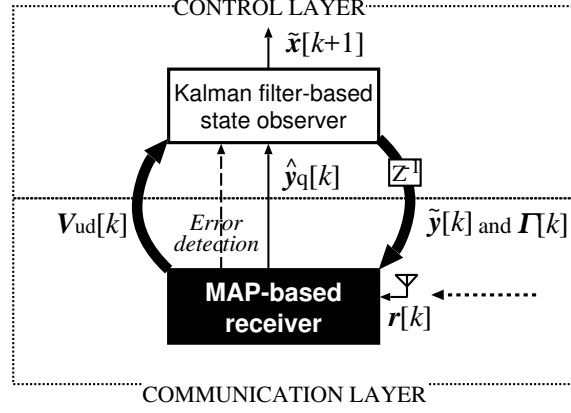 CONTROL LAYER
x̃[k+1]
Kalman filter-based
state observer
ŷq[k]
Z-1
Vud[k]
Error
detection
ỹ[k] and Γ[k]
MAP-based
receiver
r[k]
COMMUNICATION LAYER